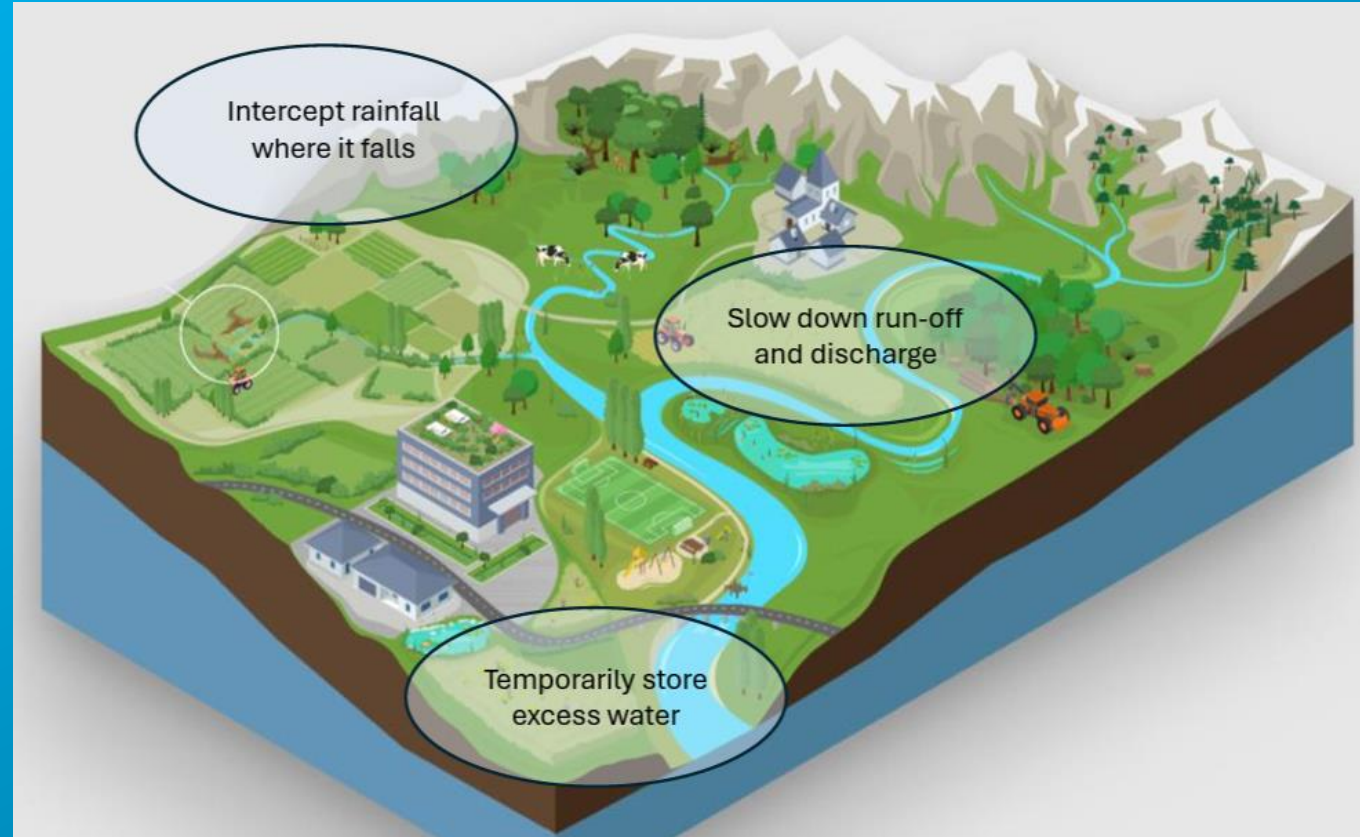 Intercept rainfall
where it falls
Slow down run-off
and discharge
Temporarily store
excess water